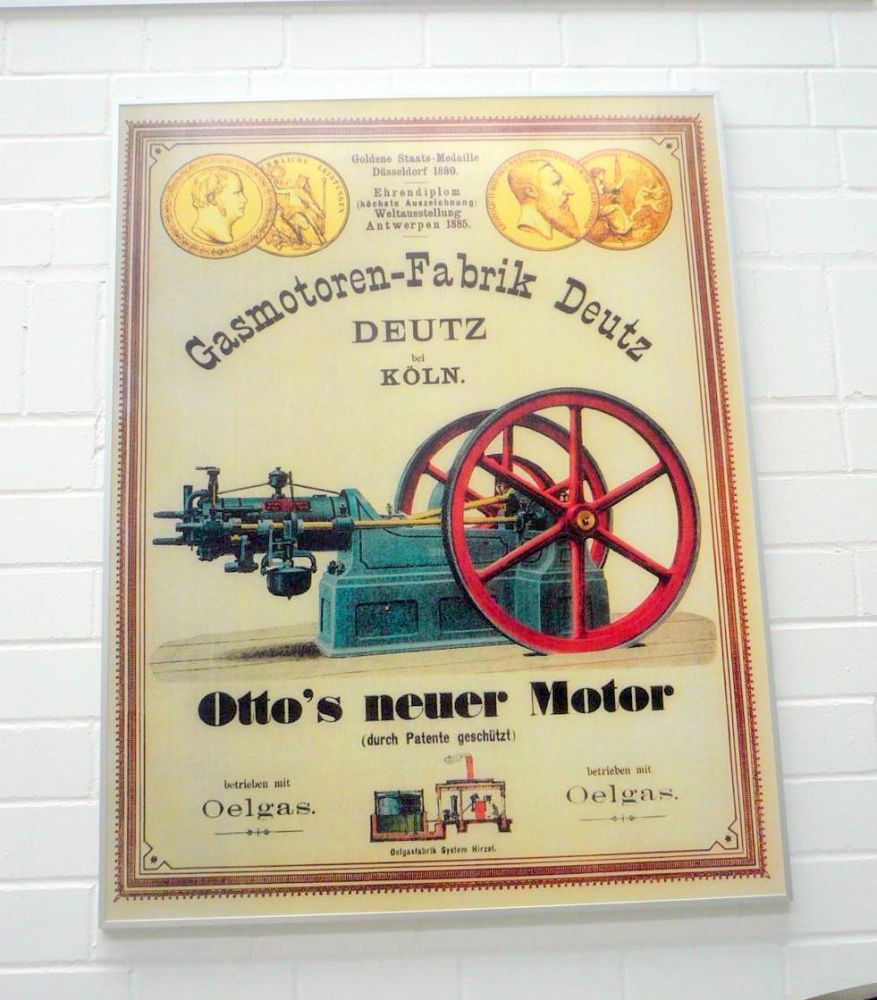 Goldene Staats-Medaille
Düsseldorf 1880.
Ehrendiplom
(höchste Auszeichnung)
Weltausstellung
Antwerpen 1885.
Gasmotoren-Fabrik Deutz
DEUTZ
bei
KÖLN.
Otto's neuer Motor
(durch Patente geschützt)
betrieben mit
Oelgas.
betrieben mit
Oelgas.
Oelgasfabrik System Hirzel.